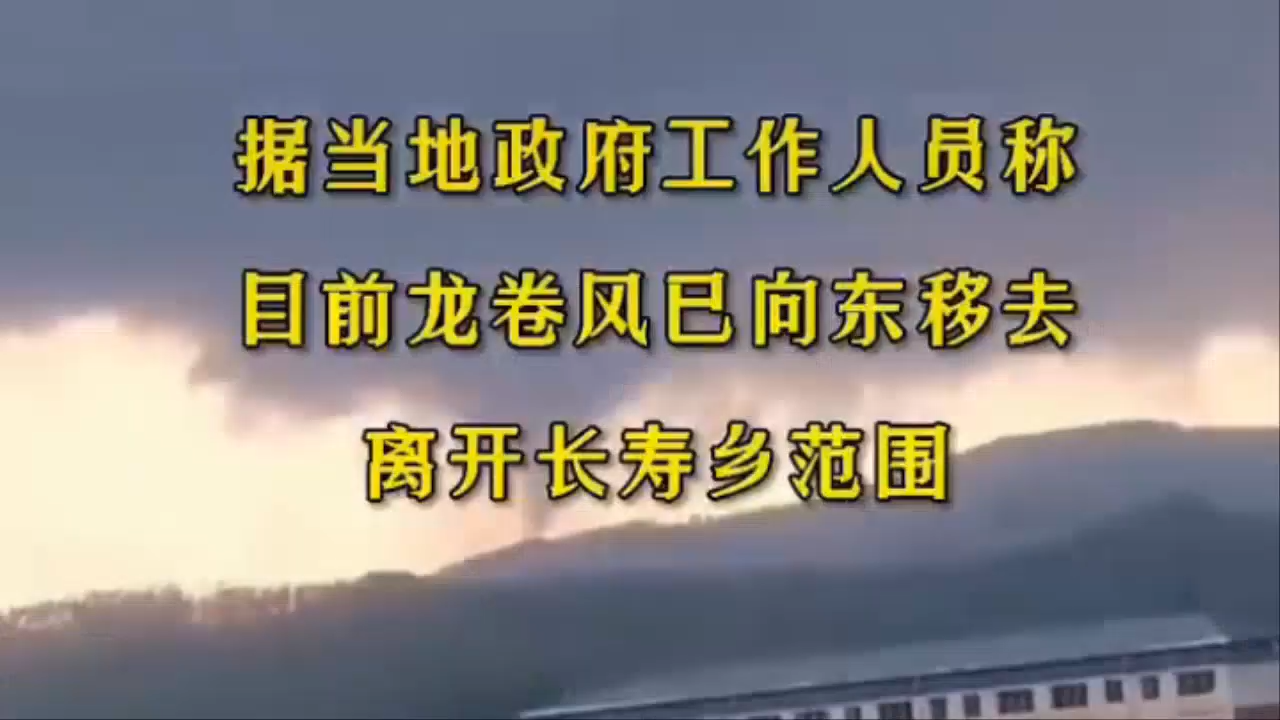 据当地政府工作人员称
目前龙卷风已向东移去
离开长寿乡范围